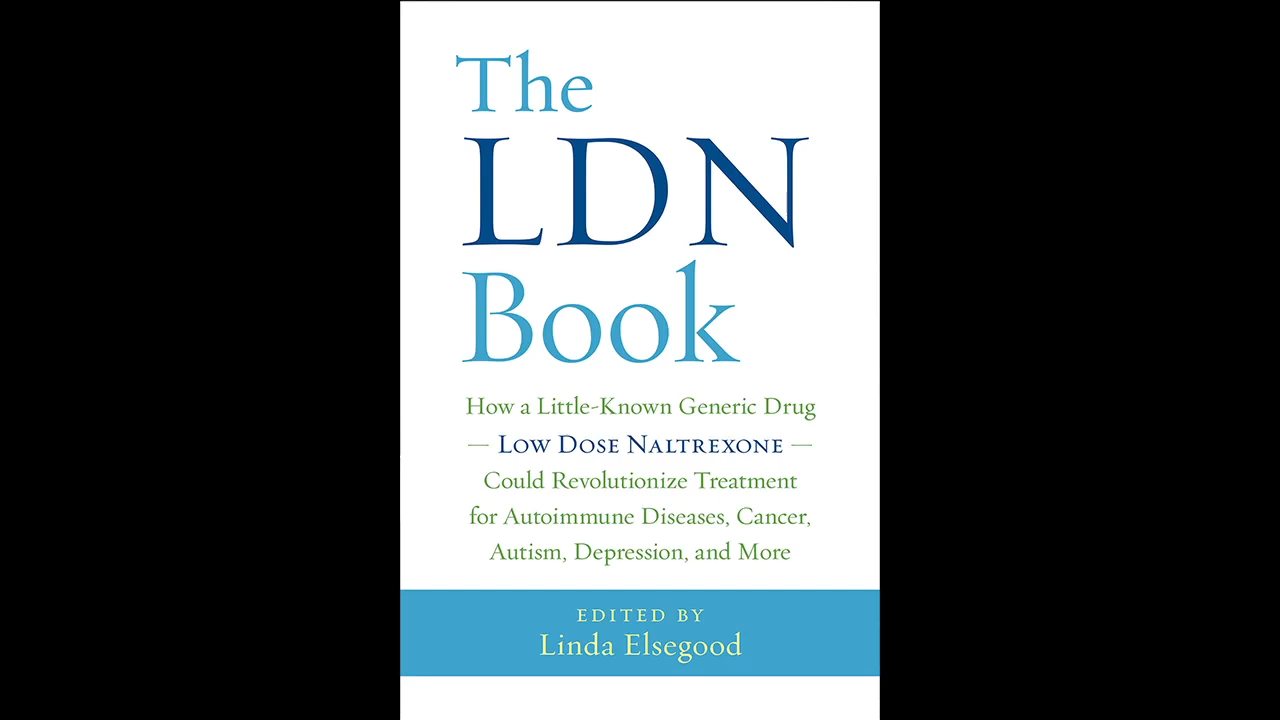 The
LDN
Book
How a Little-Known Generic Drug
— Low Dose Naltrexone —
Could Revolutionize Treatment
for Autoimmune Diseases, Cancer,
Autism, Depression, and More
EDITED BY
Linda Elsegood